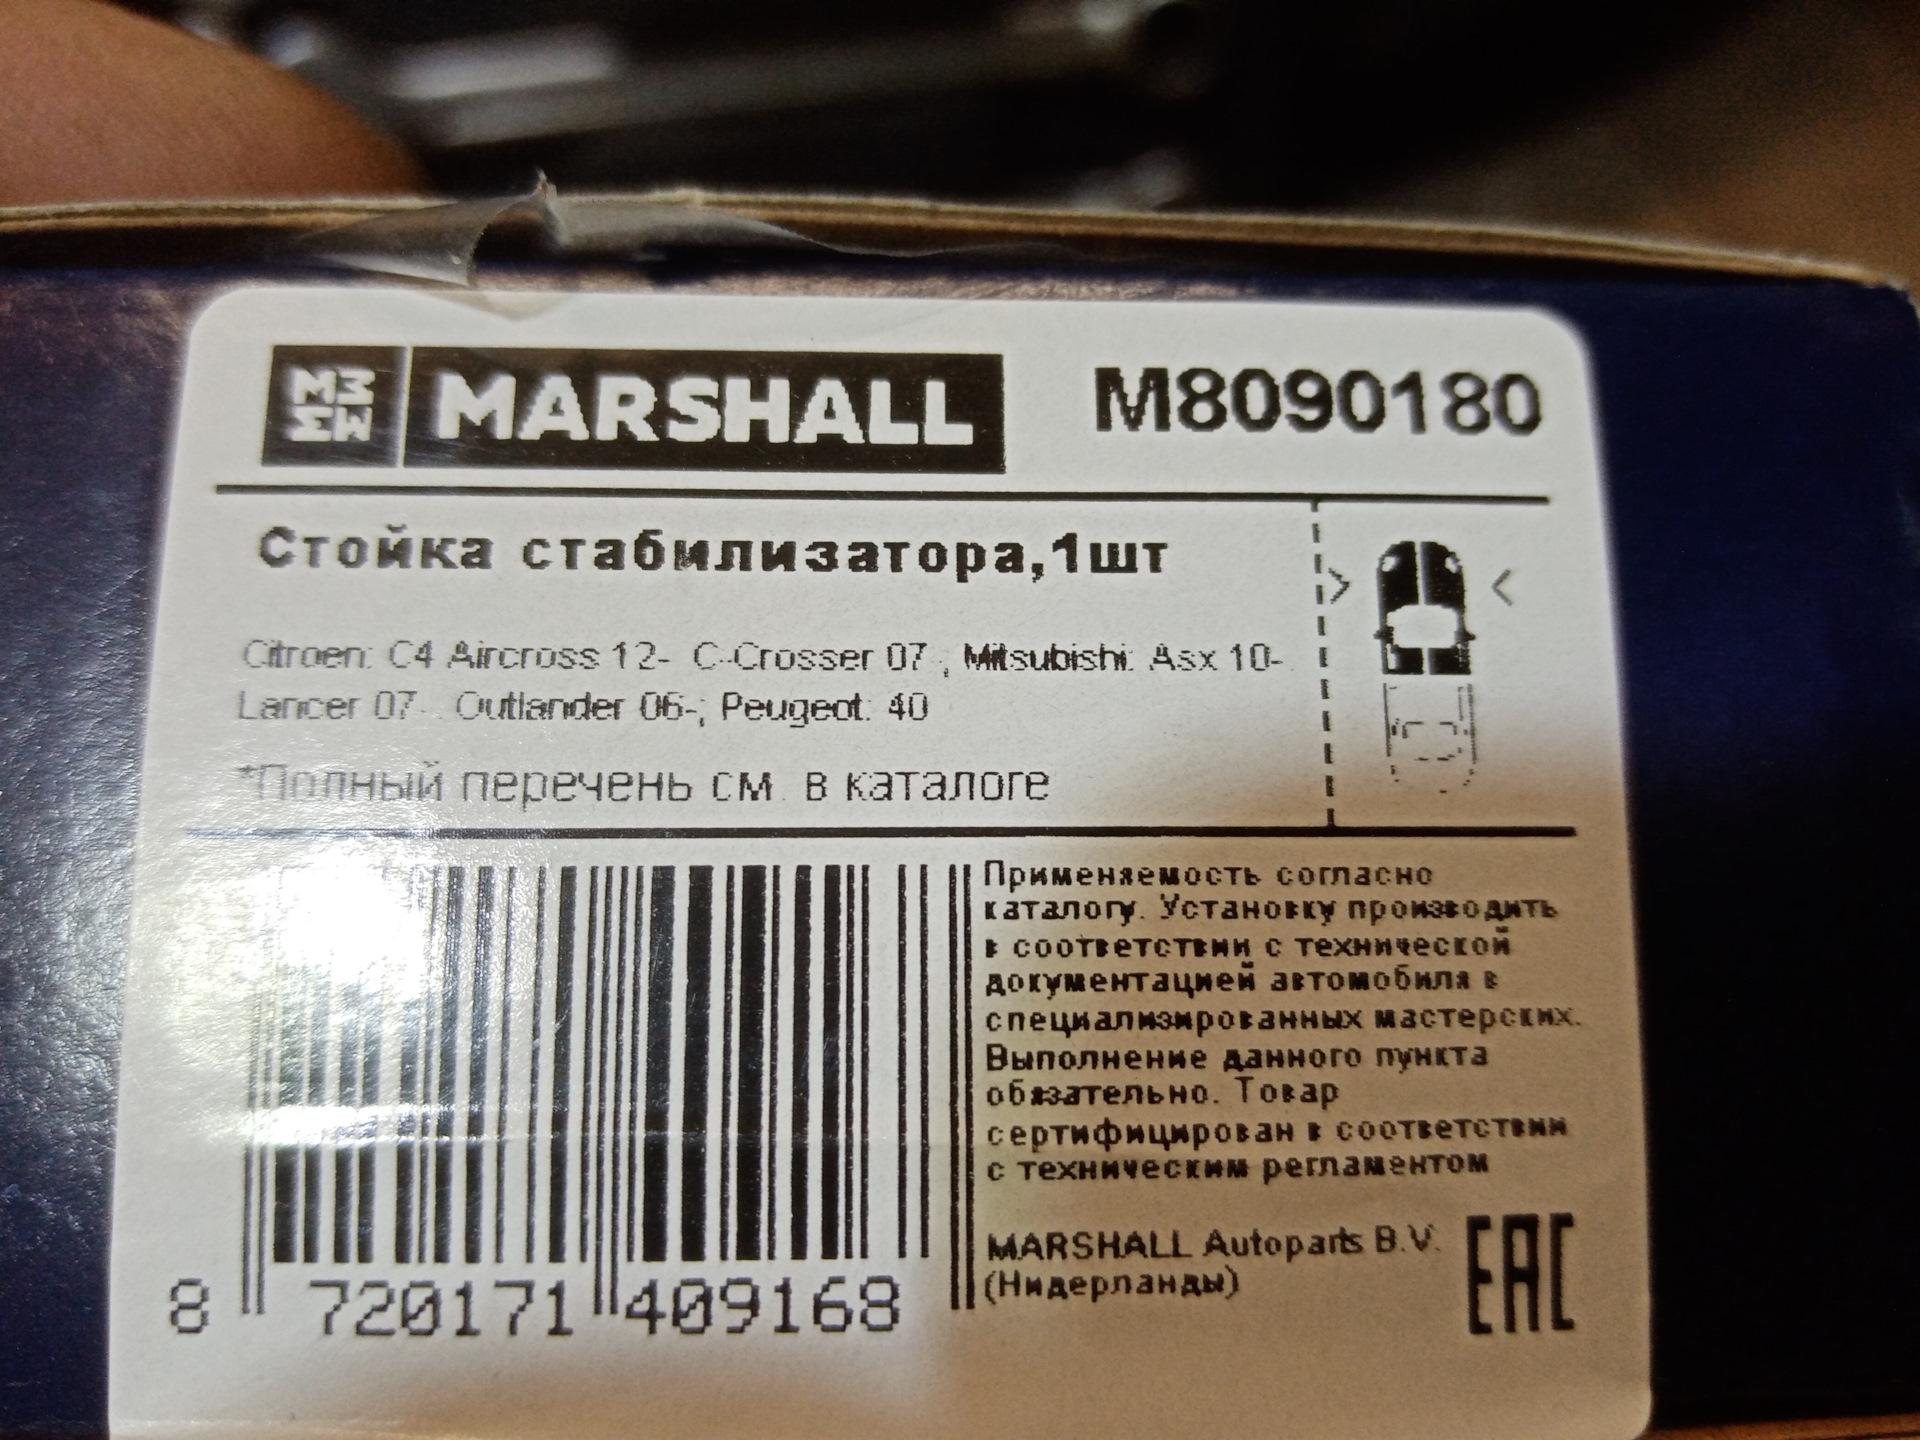 MARSHALL M8090180
Стойка стабилизатора,1шт
Citroen: C4 Aircross 12- C-Crosser 07 ; Mitsubishi: Asx 10-
Lancer 07- Outlander 06-; Peugeot: 40
*Полный перечень см. в каталоге
Применяемость согласно
каталогу. Установку производить
в соответствии с технической
документацией автомобиля в
специализированных мастерских.
Выполнение данного пункта
обязательно. Товар
сертифицирован в соответствии
с техническим регламентом
MARSHALL Autoparts B.V.
(Нидерланды)
EAC
8 720171 409168